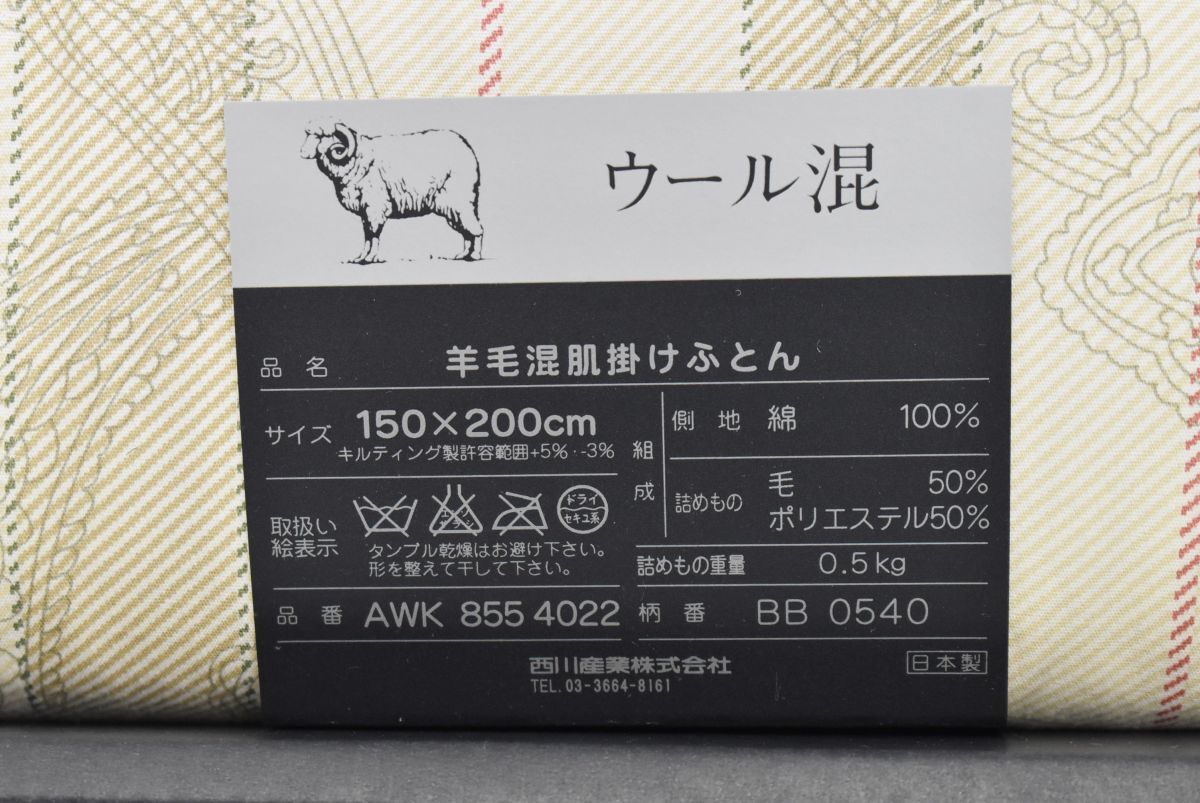 ウール混
品名 羊毛混肌掛けふとん
サイズ 150×200cm
キルティング製許容範囲+5%・-3%
組成
側地 綿 100%
詰めもの 毛 50%
ポリエステル50%
取扱い
絵表示
エンソ
サラシ
ドライ
セキユ系
タンブル乾燥はお避け下さい。
形を整えて干して下さい。
詰めもの重量 0.5kg
品番 AWK 855 4022
柄番 BB 0540
西川産業株式会社
TEL.03-3664-8161
日本製